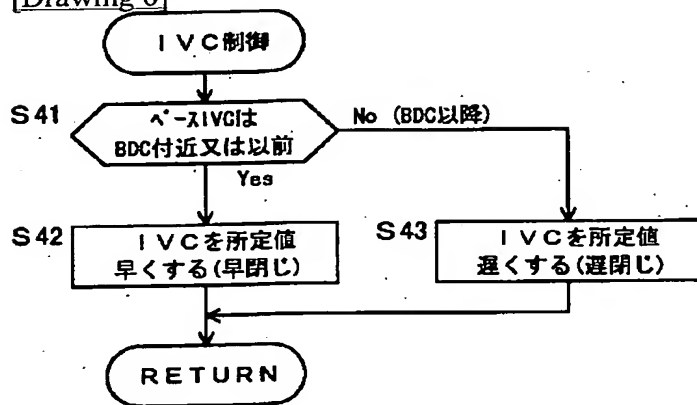 [Drawing 6]
IVC制御
S41
ベースIVCは
BDC付近又は以前
No (BDC以降)
Yes
S42
IVCを所定値
早くする(早閉じ)
S43
IVCを所定値
遅くする(遅閉じ)
RETURN